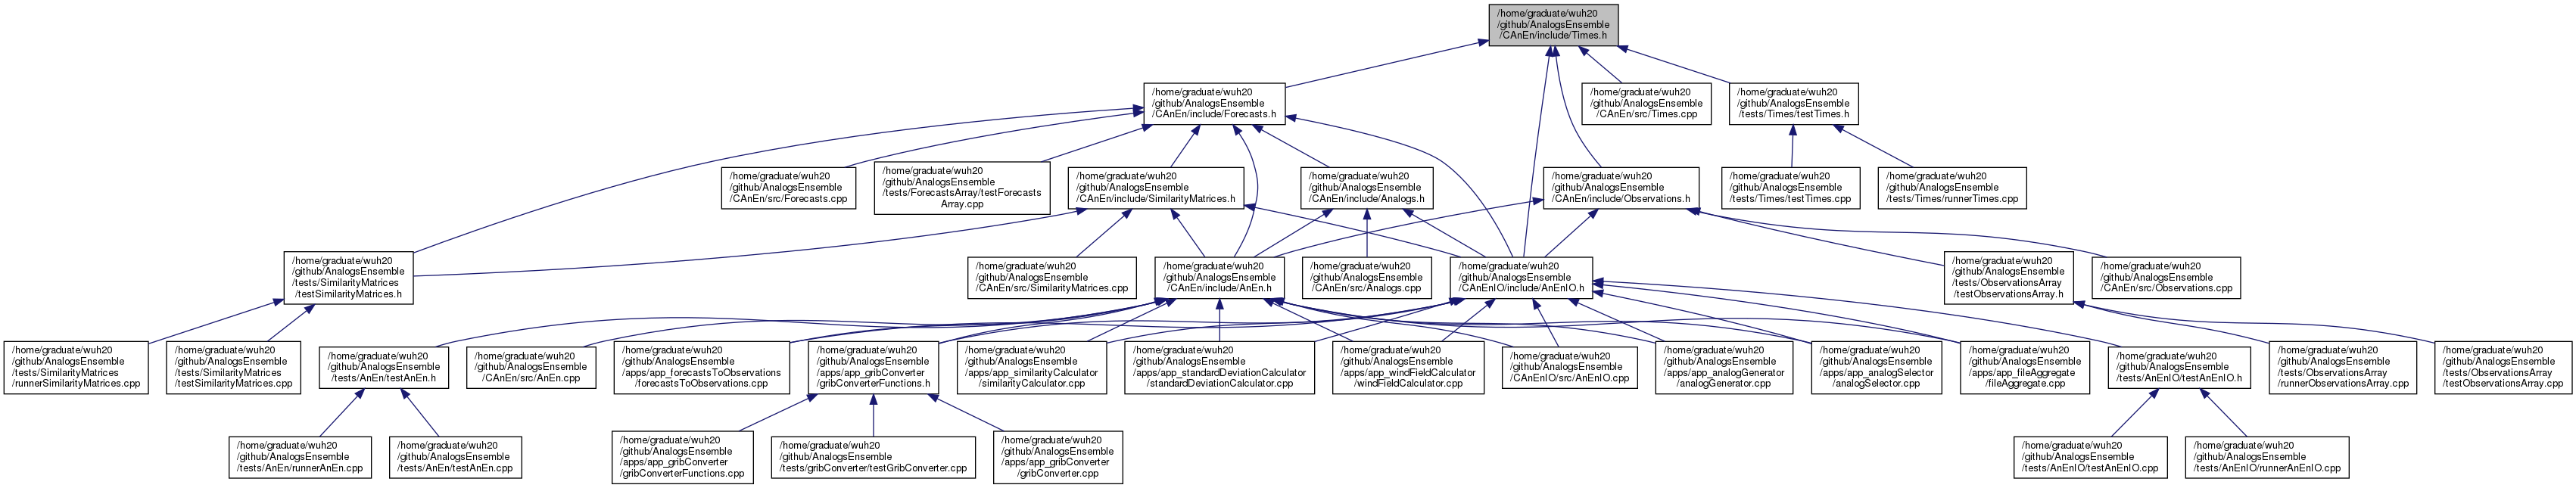 /home/graduate/wuh20
/github/AnalogsEnsemble
/CAnEn/include/Times.h
/home/graduate/wuh20
/github/AnalogsEnsemble
/CAnEn/include/Forecasts.h
/home/graduate/wuh20
/github/AnalogsEnsemble
/CAnEn/src/Times.cpp
/home/graduate/wuh20
/github/AnalogsEnsemble
/tests/Times/testTimes.h
/home/graduate/wuh20
/github/AnalogsEnsemble
/CAnEn/src/Forecasts.cpp
/home/graduate/wuh20
/github/AnalogsEnsemble
/tests/ForecastsArray/testForecasts
Array.cpp
/home/graduate/wuh20
/github/AnalogsEnsemble
/CAnEn/include/SimilarityMatrices.h
/home/graduate/wuh20
/github/AnalogsEnsemble
/CAnEn/include/Analogs.h
/home/graduate/wuh20
/github/AnalogsEnsemble
/CAnEn/include/Observations.h
/home/graduate/wuh20
/github/AnalogsEnsemble
/tests/Times/testTimes.cpp
/home/graduate/wuh20
/github/AnalogsEnsemble
/tests/Times/runnerTimes.cpp
/home/graduate/wuh20
/github/AnalogsEnsemble
/tests/SimilarityMatrices
/testSimilarityMatrices.h
/home/graduate/wuh20
/github/AnalogsEnsemble
/CAnEn/src/SimilarityMatrices.cpp
/home/graduate/wuh20
/github/AnalogsEnsemble
/CAnEn/include/AnEn.h
/home/graduate/wuh20
/github/AnalogsEnsemble
/CAnEn/src/Analogs.cpp
/home/graduate/wuh20
/github/AnalogsEnsemble
/CAnEnIO/include/AnEnIO.h
/home/graduate/wuh20
/github/AnalogsEnsemble
/tests/ObservationsArray
/testObservationsArray.h
/home/graduate/wuh20
/github/AnalogsEnsemble
/CAnEn/src/Observations.cpp
/home/graduate/wuh20
/github/AnalogsEnsemble
/tests/SimilarityMatrices
/runnerSimilarityMatrices.cpp
/home/graduate/wuh20
/github/AnalogsEnsemble
/tests/SimilarityMatrices
/testSimilarityMatrices.cpp
/home/graduate/wuh20
/github/AnalogsEnsemble
/tests/AnEn/testAnEn.h
/home/graduate/wuh20
/github/AnalogsEnsemble
/CAnEn/src/AnEn.cpp
/home/graduate/wuh20
/github/AnalogsEnsemble
/apps/app_forecastsToObservations
/forecastsToObservations.cpp
/home/graduate/wuh20
/github/AnalogsEnsemble
/apps/app_gribConverter
/gribConverterFunctions.h
/home/graduate/wuh20
/github/AnalogsEnsemble
/apps/app_similarityCalculator
/similarityCalculator.cpp
/home/graduate/wuh20
/github/AnalogsEnsemble
/apps/app_standardDeviationCalculator
/standardDeviationCalculator.cpp
/home/graduate/wuh20
/github/AnalogsEnsemble
/apps/app_windFieldCalculator
/windFieldCalculator.cpp
/home/graduate/wuh20
/github/AnalogsEnsemble
/CAnEnIO/src/AnEnIO.cpp
/home/graduate/wuh20
/github/AnalogsEnsemble
/apps/app_analogGenerator
/analogGenerator.cpp
/home/graduate/wuh20
/github/AnalogsEnsemble
/apps/app_analogSelector
/analogSelector.cpp
/home/graduate/wuh20
/github/AnalogsEnsemble
/apps/app_fileAggregate
/fileAggregate.cpp
/home/graduate/wuh20
/github/AnalogsEnsemble
/tests/AnEnIO/testAnEnIO.h
/home/graduate/wuh20
/github/AnalogsEnsemble
/tests/ObservationsArray
/runnerObservationsArray.cpp
/home/graduate/wuh20
/github/AnalogsEnsemble
/tests/ObservationsArray
/testObservationsArray.cpp
/home/graduate/wuh20
/github/AnalogsEnsemble
/tests/AnEn/runnerAnEn.cpp
/home/graduate/wuh20
/github/AnalogsEnsemble
/tests/AnEn/testAnEn.cpp
/home/graduate/wuh20
/github/AnalogsEnsemble
/apps/app_gribConverter
/gribConverterFunctions.cpp
/home/graduate/wuh20
/github/AnalogsEnsemble
/tests/gribConverter/testGribConverter.cpp
/home/graduate/wuh20
/github/AnalogsEnsemble
/apps/app_gribConverter
/gribConverter.cpp
/home/graduate/wuh20
/github/AnalogsEnsemble
/tests/AnEnIO/testAnEnIO.cpp
/home/graduate/wuh20
/github/AnalogsEnsemble
/tests/AnEnIO/runnerAnEnIO.cpp